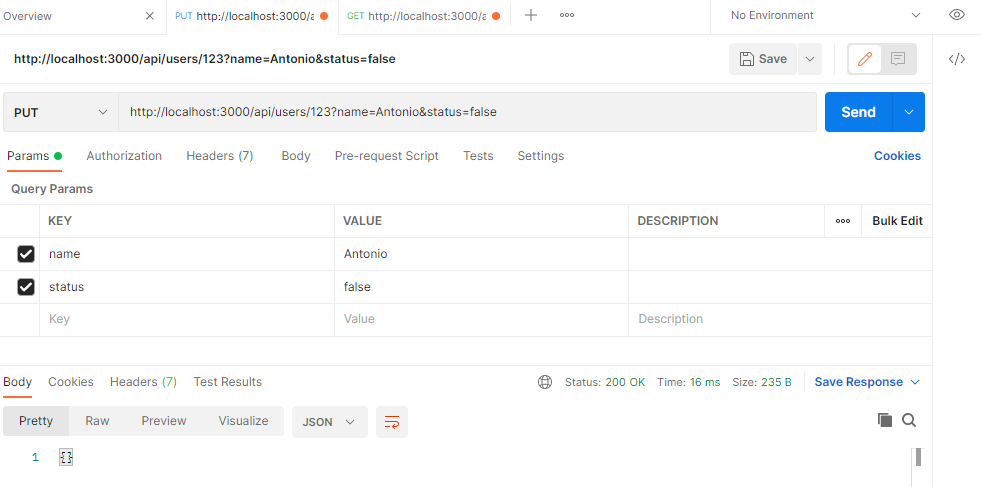 Overview PUT http://localhost:3000/a GET http://localhost:3000/a No Environment
http://localhost:3000/api/users/123?name=Antonio&status=false Save
PUT http://localhost:3000/api/users/123?name=Antonio&status=false Send
Params Authorization Headers (7) Body Pre-request Script Tests Settings Cookies
Query Params
KEY VALUE DESCRIPTION Bulk Edit
name Antonio
status false
Key Value Description
Body Cookies Headers (7) Test Results Status: 200 OK Time: 16 ms Size: 235 B Save Response
Pretty Raw Preview Visualize JSON
1 {}